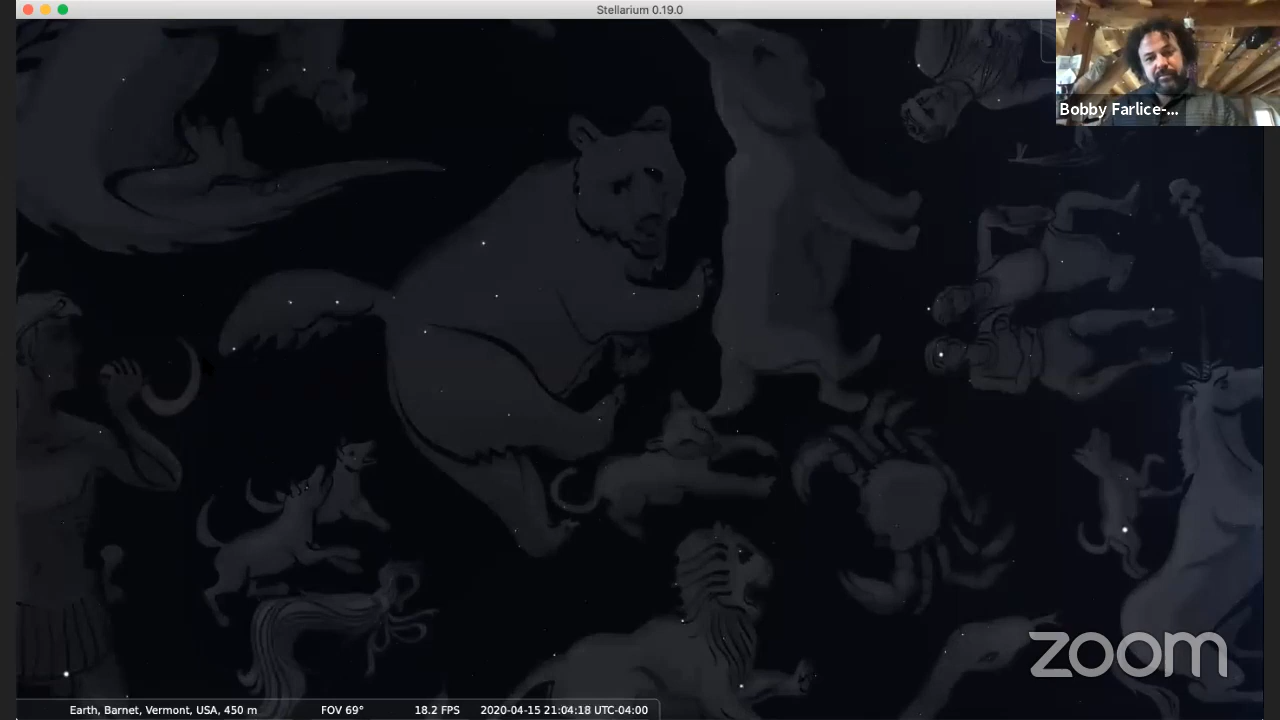 Stellarium 0.19.0
Bobby Farlice-...
zoom
Earth, Barnet, Vermont, USA, 450 m FOV 69° 18.2 FPS 2020-04-15 21:04:18 UTC-04:00